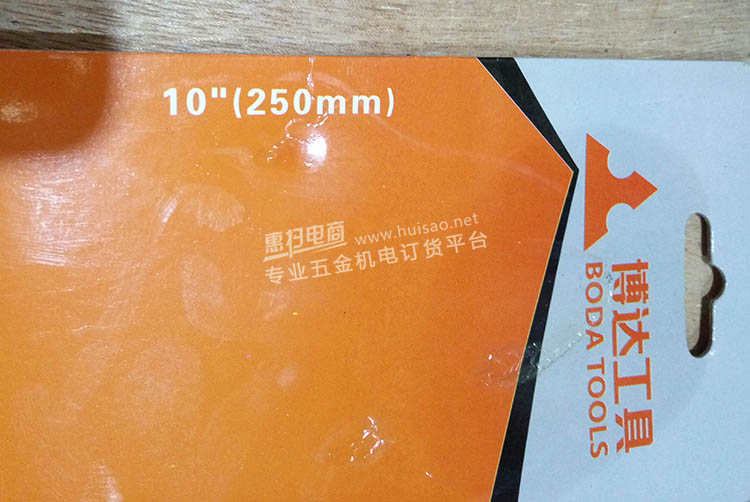 10"(250mm)
惠扫电商 www.huisao.net
专业五金机电订货平台
博达工具
BODA TOOLS